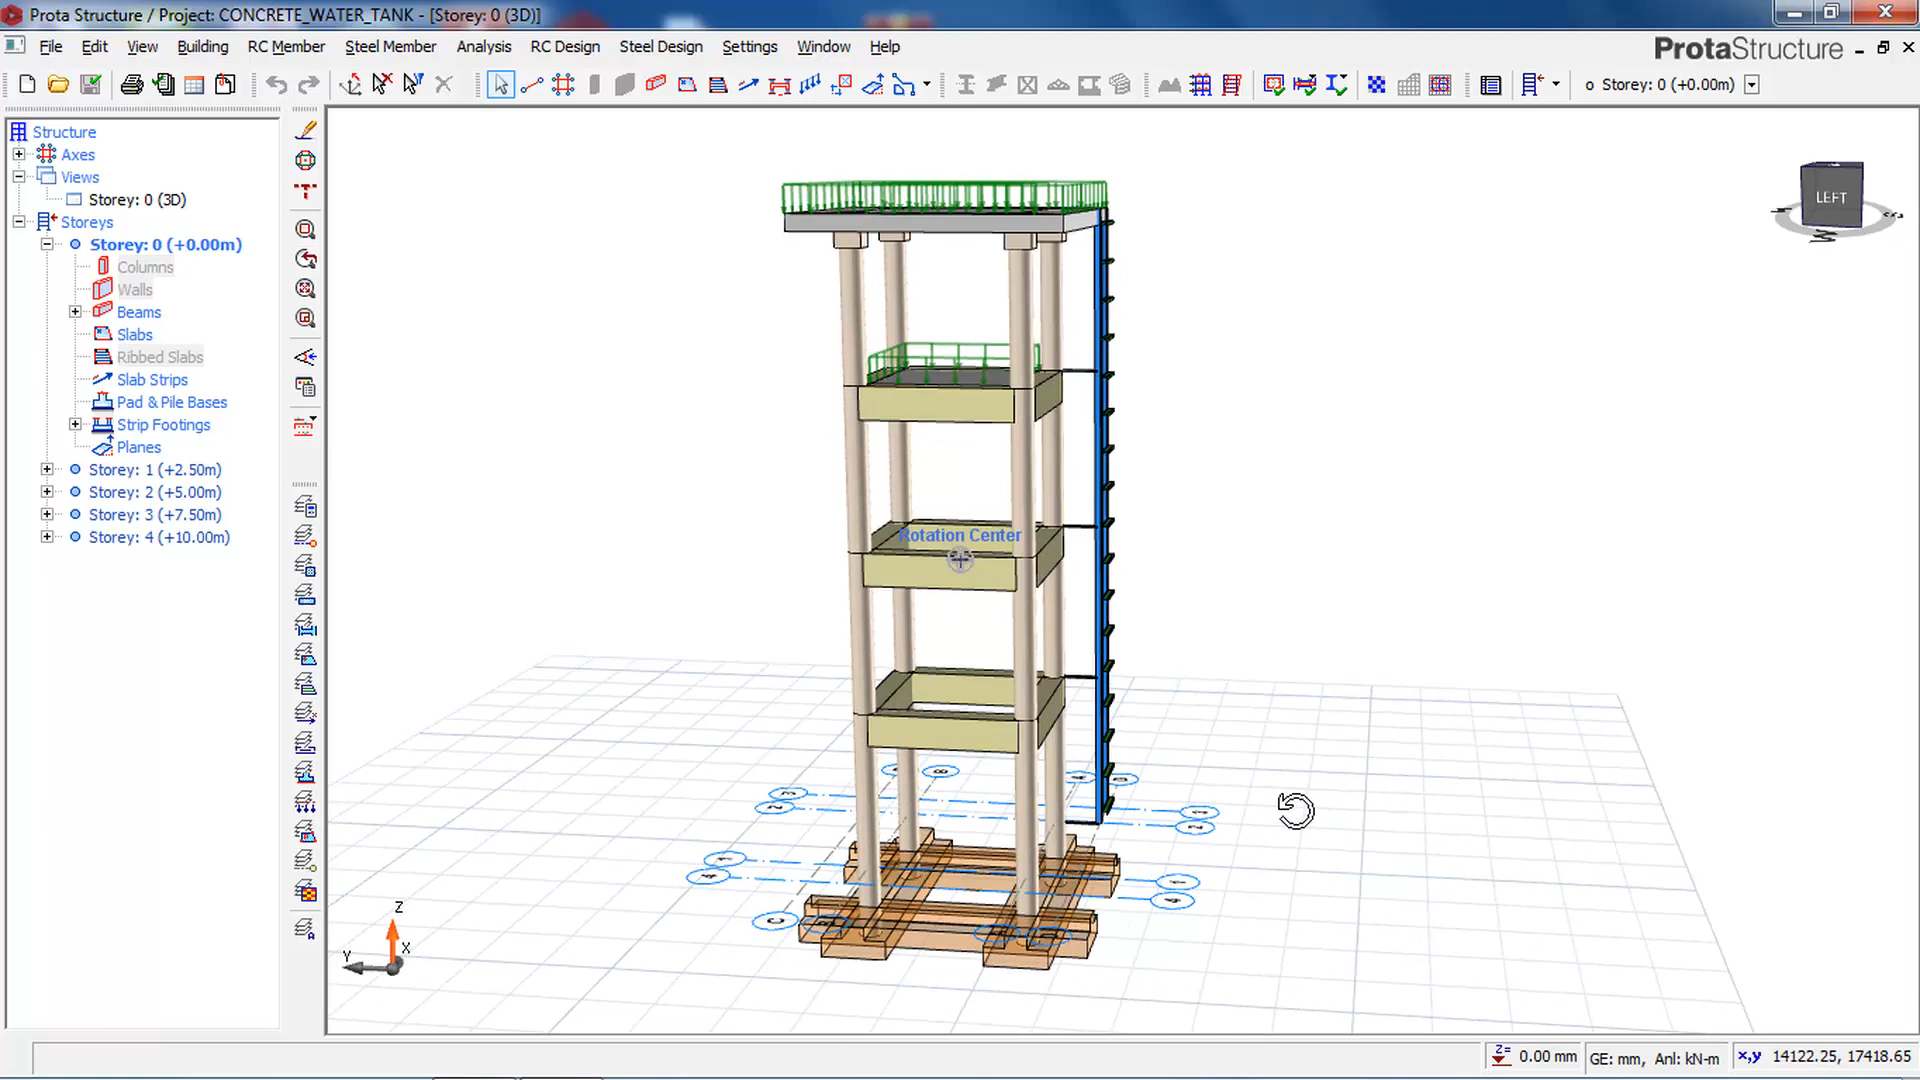 Prota Structure / Project: CONCRETE_WATER_TANK - [Storey: 0 (3D)]
File Edit View Building RC Member Steel Member Analysis RC Design Steel Design Settings Window Help
ProtaStructure
o Storey: 0 (+0.00m)
Structure
Axes
Views
Storey: 0 (3D)
Storeys
Storey: 0 (+0.00m)
Columns
Walls
Beams
Slabs
Ribbed Slabs
Slab Strips
Pad & Pile Bases
Strip Footings
Planes
Storey: 1 (+2.50m)
Storey: 2 (+5.00m)
Storey: 3 (+7.50m)
Storey: 4 (+10.00m)
LEFT
Rotation Center
Z
X
Y
Z= 0.00 mm GE: mm, Anl: kN-m x,y 14122.25, 17418.65